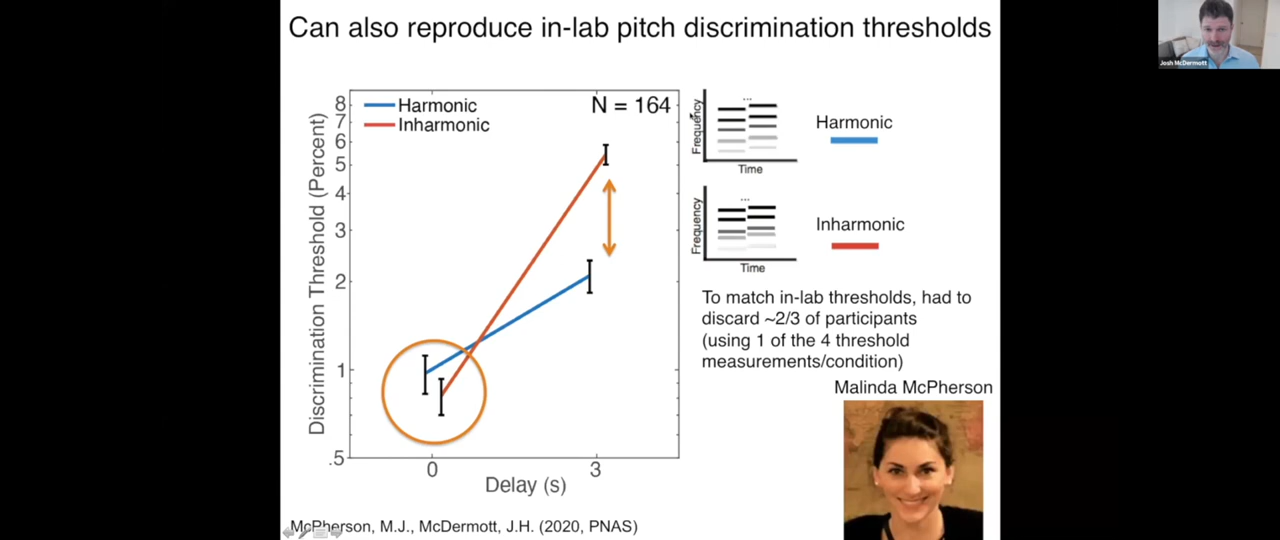 Can also reproduce in-lab pitch discrimination thresholds
Josh McDermott
Harmonic
Inharmonic
N = 164
8
7
6
5
4
3
2
1
.5
Discrimination Threshold (Percent)
0
3
Delay (s)
...
Frequency
Time
Harmonic
...
Frequency
Time
Inharmonic
To match in-lab thresholds, had to
discard ~2/3 of participants
(using 1 of the 4 threshold
measurements/condition)
Malinda McPherson
McPherson, M.J., McDermott, J.H. (2020, PNAS)